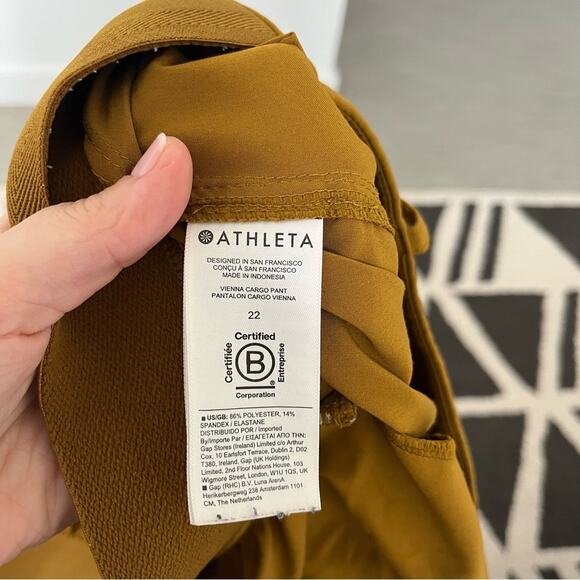 ATHLETA
DESIGNED IN SAN FRANCISCO
CONÇU À SAN FRANCISCO
MADE IN INDONESIA
VIENNA CARGO PANT
PANTALON CARGO VIENNA
22
Certified
Certifiée
B
Entreprise
Corporation
■ US/GB: 86% POLYESTER, 14%
SPANDEX / ELASTANE
DISTRIBUIDO POR / Imported
By/Importe Par / ΕΙΣΑΓΕΤΑΙ ΑΠΟ ΤΗΝ:
Gap Stores (Ireland) Limited c/o Arthur
Cox, 10 Earlsfort Terrace, Dublin 2, D02
T380, Ireland, Gap (UK Holdings)
Limited, 2nd Floor Nations House, 103
Wigmore Street, London, W1U 1QS, UK
■ Gap (RHC) B.V, Luna ArenA
Herikerbergweg 238 Amsterdam 1101
CM, The Netherlands